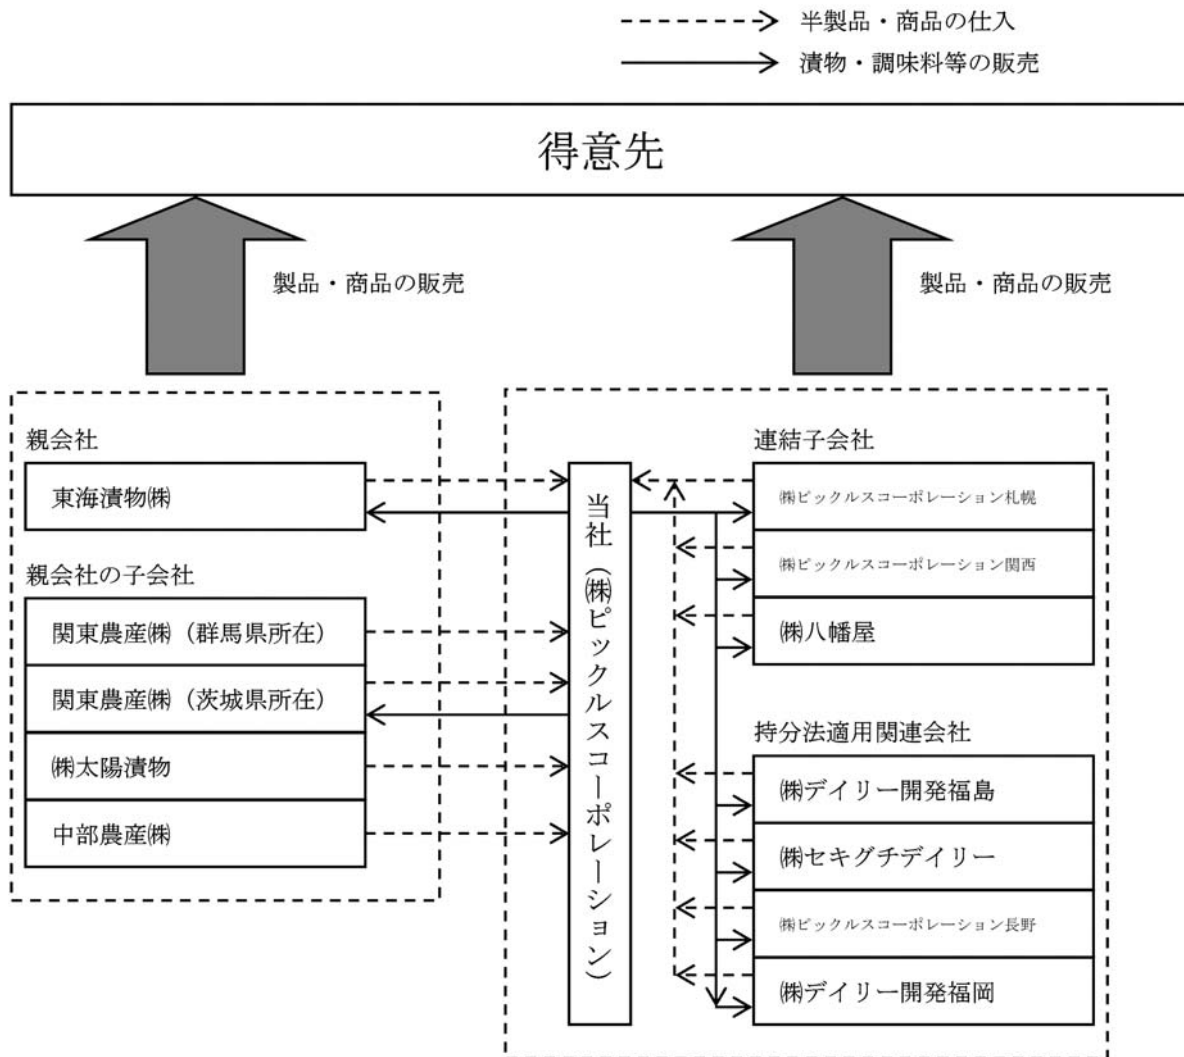 半製品・商品の仕入
漬物・調味料等の販売
得意先
製品・商品の販売
製品・商品の販売
親会社
東海漬物㈱
親会社の子会社
関東農産㈱（群馬県所在）
関東農産㈱（茨城県所在）
㈱太陽漬物
中部農産㈱
当社（㈱ピックルスコーポレーション）
連結子会社
㈱ピックルスコーポレーション札幌
㈱ピックルスコーポレーション関西
㈱八幡屋
持分法適用関連会社
㈱デイリー開発福島
㈱セキグチデイリー
㈱ピックルスコーポレーション長野
㈱デイリー開発福岡